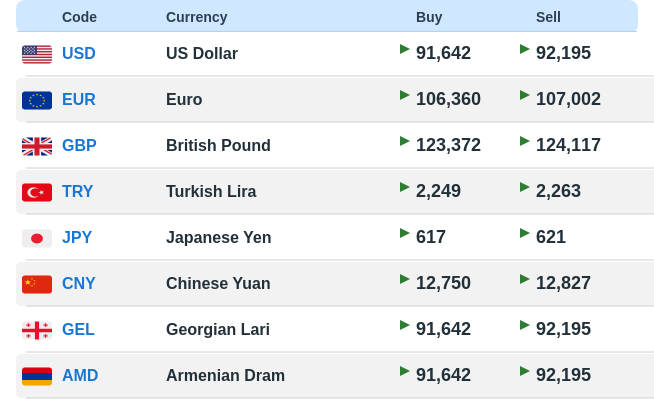 Code Currency Buy Sell
USD US Dollar 91,642 92,195
EUR Euro 106,360 107,002
GBP British Pound 123,372 124,117
TRY Turkish Lira 2,249 2,263
JPY Japanese Yen 617 621
CNY Chinese Yuan 12,750 12,827
GEL Georgian Lari 91,642 92,195
AMD Armenian Dram 91,642 92,195